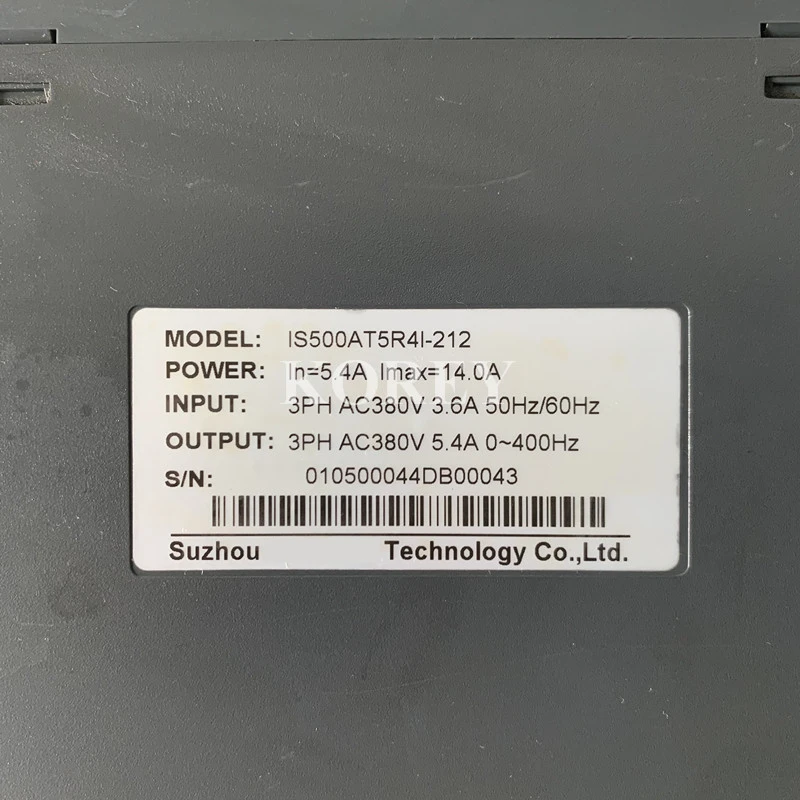 MODEL: IS500AT5R4I-212
POWER: In=5.4A Imax=14.0A
KOREY
INPUT: 3PH AC380V 3.6A 50Hz/60Hz
OUTPUT: 3PH AC380V 5.4A 0~400Hz
S/N: 010500044DB00043
Suzhou Technology Co.,Ltd.